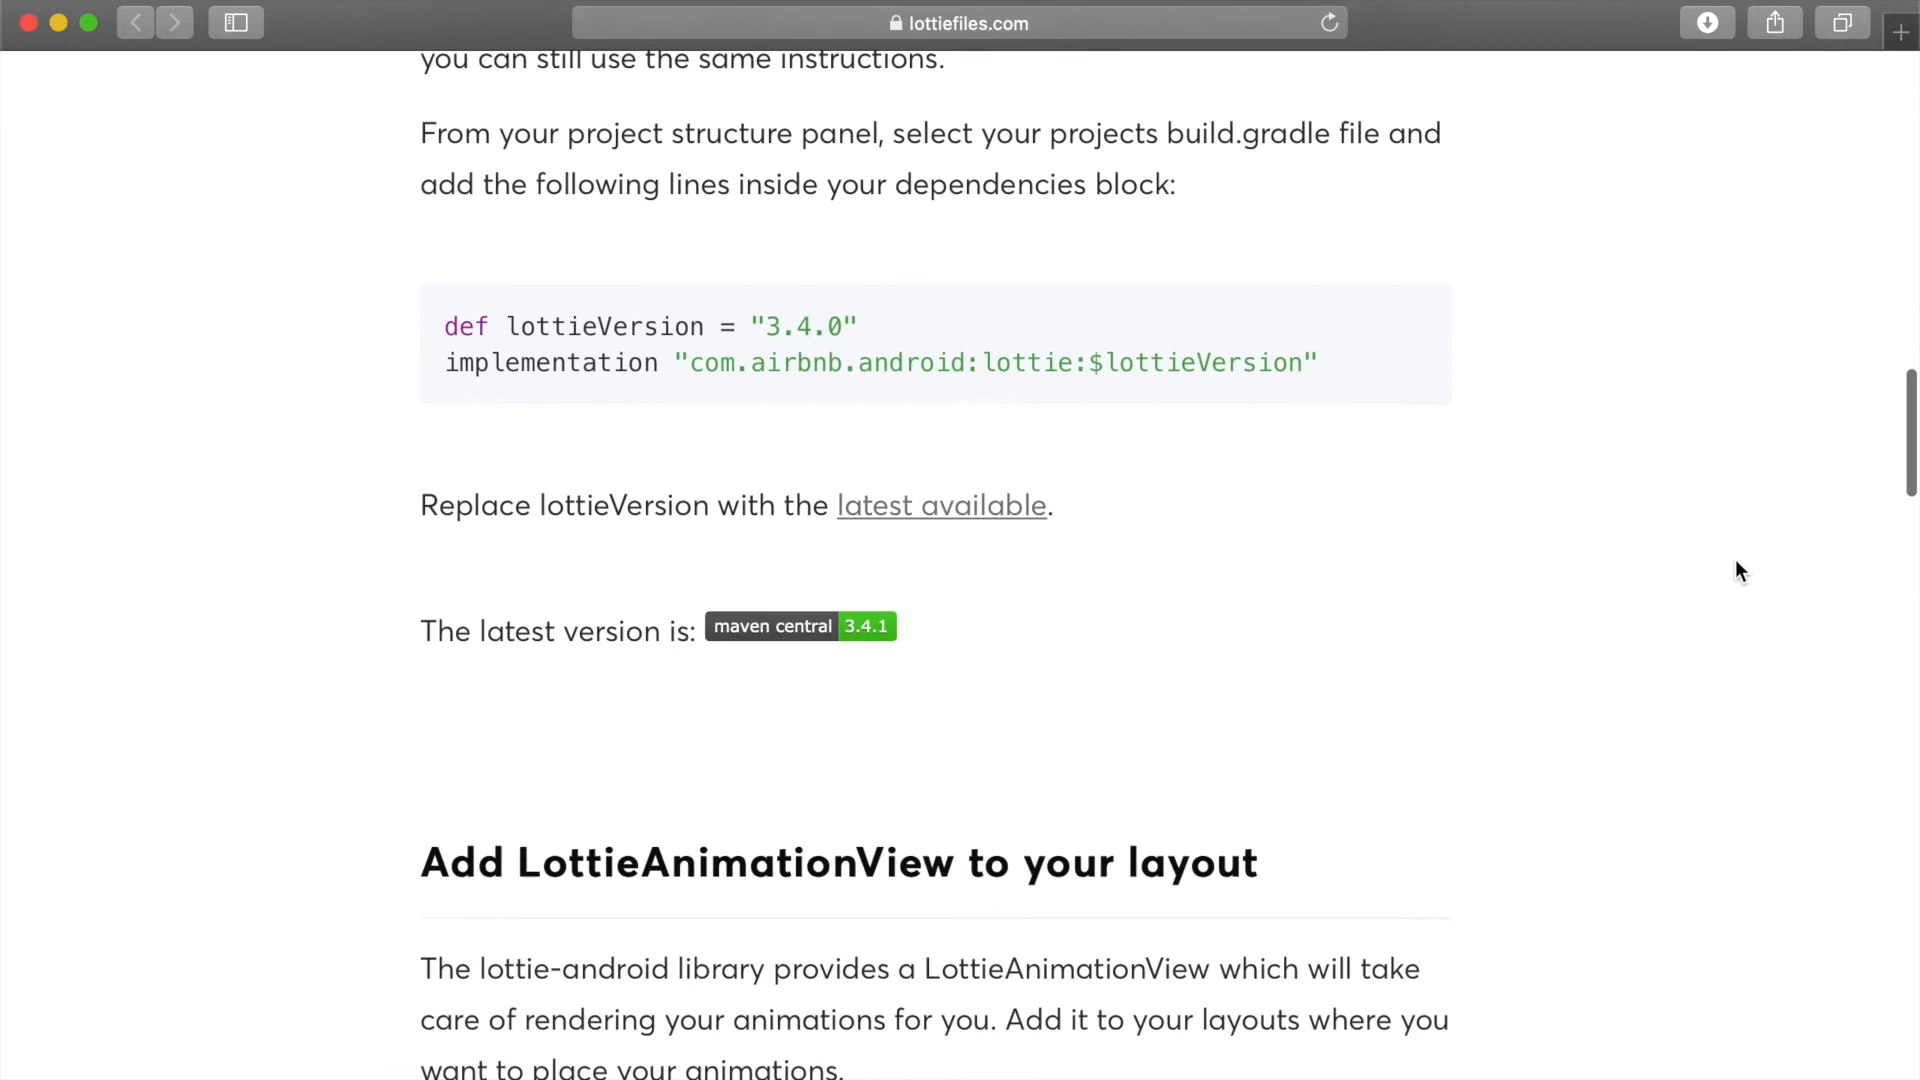 lottiefiles.com
you can still use the same instructions.
From your project structure panel, select your projects build.gradle file and
add the following lines inside your dependencies block:
def lottieVersion = "3.4.0"
implementation "com.airbnb.android:lottie:$lottieVersion"
Replace lottieVersion with the latest available.
The latest version is: maven central 3.4.1
Add LottieAnimationView to your layout
The lottie-android library provides a LottieAnimationView which will take
care of rendering your animations for you. Add it to your layouts where you
want to place your animations.